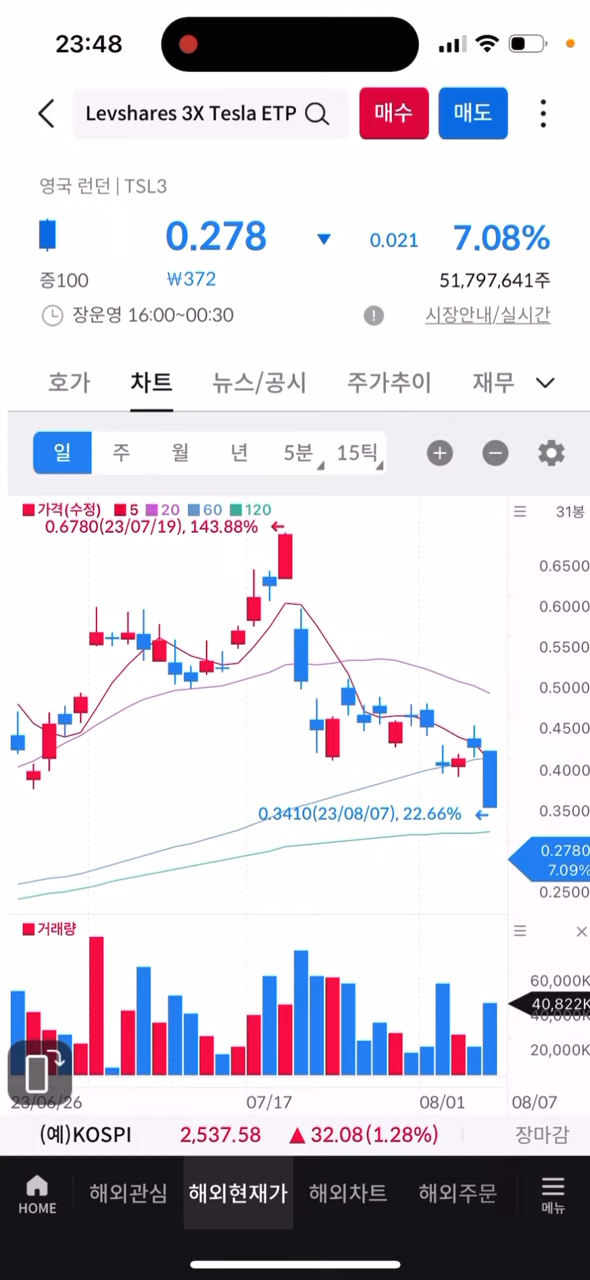 23:48
Levshares 3X Tesla ETP 매수 매도
영국 런던 | TSL3
0.278 ▼ 0.021 7.08%
증100 ₩372 51,797,641주
장운영 16:00~00:30 ! 시장안내/실시간
호가 차트 뉴스/공시 주가추이 재무
일 주 월 년 5분 15틱
가격(수정) 5 20 60 120 31봉
0.6780(23/07/19), 143.88%
0.6500
0.6000
0.5500
0.5000
0.4500
0.4000
0.3410(23/08/07), 22.66%
0.3500
0.2780
7.09%
0.2500
거래량
60,000K
40,822K
40,000K
20,000K
23/06/26 07/17 08/01 08/07
(예)KOSPI 2,537.58 ▲32.08(1.28%) 장마감
HOME 해외관심 해외현재가 해외차트 해외주문 메뉴